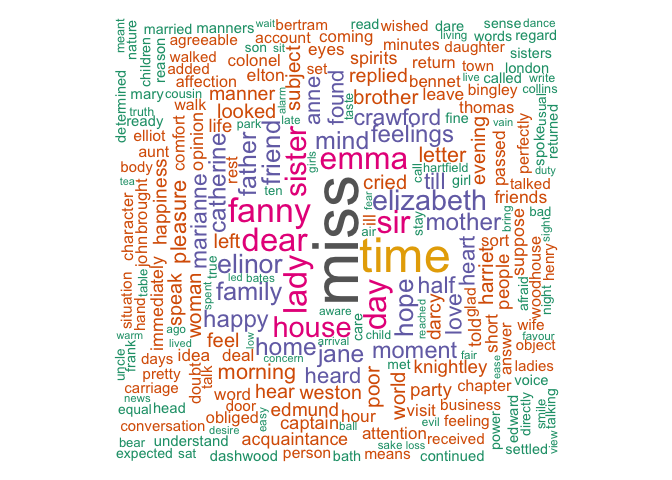 meant
nature
married
manners
wait
bertram
read
wished
dare
sense
dance
agreeable
account
coming
living
words
regard
children
reason
walked
son
sit
eyes
minutes
daughter
sisters
added
colonel
subject
spirits
return
town
london
determined
affection
elton
set
bennet
live
called
write
mary
cousin
manner
anne
found
replied
bingley
collins
truth
walk
looked
alarm
taste
brother
leave
thomas
usual
ready
life
park
late
crawford
fine
vain
spoke
returned
elliot
comfort
opinion
father
friend
sister
mind
feelings
evening
passed
perfectly
aunt
catherine
rest
girls
emma
letter
duty
body
cried
call
hartfield
talked
tea
happiness
ten
miss
fear
till
girl
friends
character
brought
pleasure
marianne
fanny
elizabeth
bring
bad
john
left
dear
ill
sir
stay
mother
sort
suppose
sight
situation
hand
immediately
true
air
time
heart
harriet
people
woodhouse
henry
table
speak
woman
elinor
lady
afraid
night
led
bates
spent
family
day
hope
half
love
glad
darcy
wife
ago
happy
aware
reached
told
short
answer
favour
warm
lived
house
care
child
object
uncle
frank
feel
low
arrival
fair
ease
days
idea
deal
home
jane
moment
ladies
pretty
doubt
talk
concern
heard
met
knightley
chapter
voice
carriage
morning
poor
world
news
word
hear
weston
party
business
power
edward
directly
smile
talking
equal
head
door
easy
edmund
hour
visit
evil
feeling
conversation
obliged
desire
captain
ball
attention
received
view
bear
understand
acquaintance
sake
loss
settled
expected
sat
dashwood
person
bath
means
continued